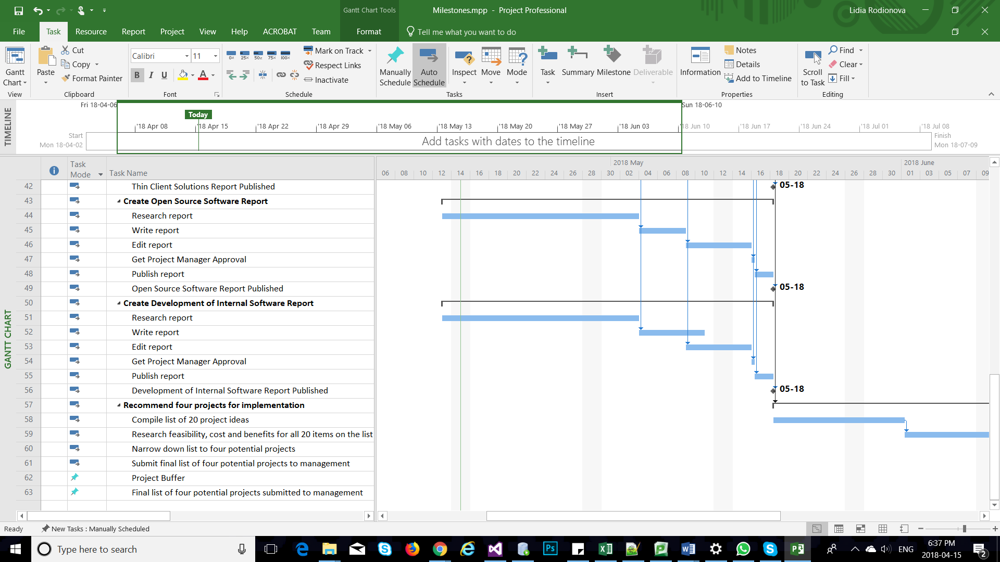 Gantt Chart Tools
Milestones.mpp - Project Professional
Lidia Rodionova
File
Task
Resource
Report
Project
View
Help
ACROBAT
Team
Format
Tell me what you want to do
Gantt
Chart
View
Paste
Cut
Copy
Format Painter
Clipboard
Calibri
11
B I U
A
Font
0% 25% 50% 75% 100%
Mark on Track
Respect Links
Inactivate
Schedule
Manually
Schedule
Auto
Schedule
Inspect
Move
Mode
Tasks
Task
Summary
Milestone
Deliverable
Insert
Information
Notes
Details
Add to Timeline
Properties
Scroll
to Task
Find
Clear
Fill
Editing
TIMELINE
Fri 18-04-06
Sun 18-06-10
Today
'18 Apr 08
'18 Apr 15
'18 Apr 22
'18 Apr 29
'18 May 06
'18 May 13
'18 May 20
'18 May 27
'18 Jun 03
'18 Jun 10
'18 Jun 17
'18 Jun 24
'18 Jul 01
'18 Jul 08
Start
Mon 18-04-02
Add tasks with dates to the timeline
Finish
Mon 18-07-09
GANTT CHART
Task
Mode
Task Name
2018 May
2018 June
06 08 10 12 14 16 18 20 22 24 26 28 30 02 04 06 08 10 12 14 16 18 20 22 24 26 28 30 01 03 05 07 09
42 Thin Client Solutions Report Published 05-18
43 Create Open Source Software Report
44 Research report
45 Write report
46 Edit report
47 Get Project Manager Approval
48 Publish report
49 Open Source Software Report Published 05-18
50 Create Development of Internal Software Report
51 Research report
52 Write report
53 Edit report
54 Get Project Manager Approval
55 Publish report
56 Development of Internal Software Report Published 05-18
57 Recommend four projects for implementation
58 Compile list of 20 project ideas
59 Research feasibility, cost and benefits for all 20 items on the list
60 Narrow down list to four potential projects
61 Submit final list of four potential projects to management
62 Project Buffer
63 Final list of four potential projects submitted to management
Ready
New Tasks : Manually Scheduled
Type here to search
Ps
ENG
6:37 PM
2018-04-15
2